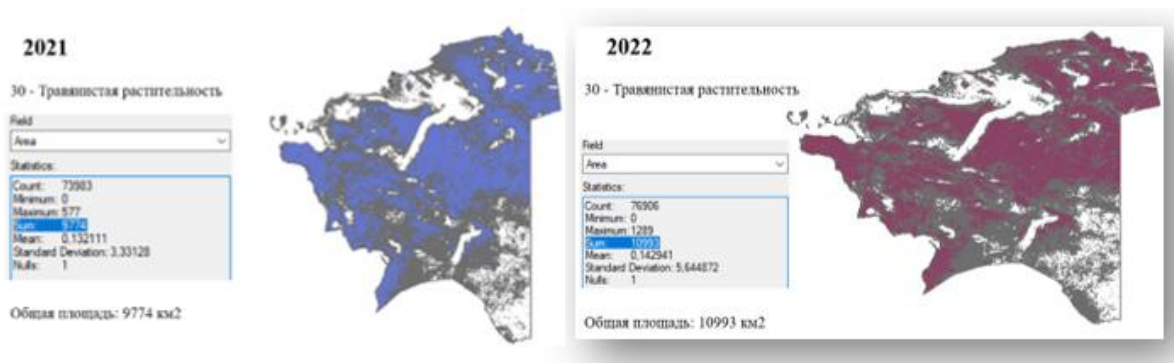 2021
30 - Травянистая растительность
Field
Area
Statistics:
Count: 73983
Minimum: 0
Maximum: 577
Sum: 9774
Mean: 0,132111
Standard Deviation: 3,33128
Nulls: 1
Общая площадь: 9774 км2
2022
30 - Травянистая растительность
Field
Area
Statistics:
Count: 76906
Minimum: 0
Maximum: 1289
Sum: 10993
Mean: 0,142941
Standard Deviation: 5,644872
Nulls: 1
Общая площадь: 10993 км2